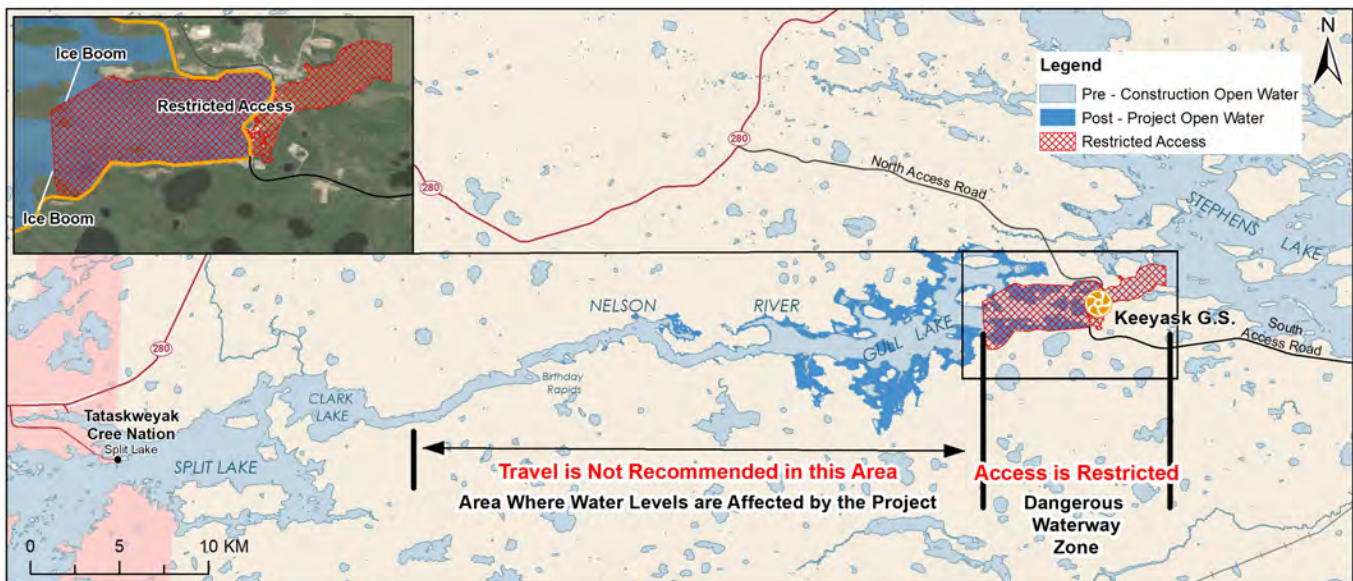 Ice Boom
Restricted Access
Ice Boom
N
Legend
Pre - Construction Open Water
Post - Project Open Water
Restricted Access
280
280
280
North Access Road
STEPHENS LAKE
NELSON RIVER
GULL LAKE
Keeyask G.S.
South
Access Road
Birthday
Rapids
CLARK
LAKE
Tataskweyak
Cree Nation
Split Lake
SPLIT LAKE
Travel is Not Recommended in this Area
Area Where Water Levels are Affected by the Project
Access is Restricted
Dangerous
Waterway
Zone
0 5 10 KM